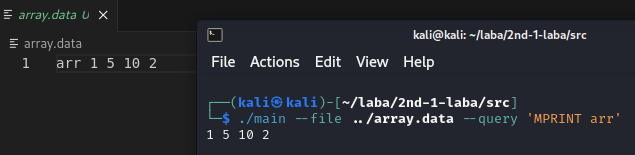 array.data U
array.data
1 arr 1 5 10 2
kali@kali: ~/laba/2nd-1-laba/src
File Actions Edit View Help
┌──(kali㉿kali)-[~/laba/2nd-1-laba/src]
└─$ ./main --file ../array.data --query 'MPRINT arr'
1 5 10 2